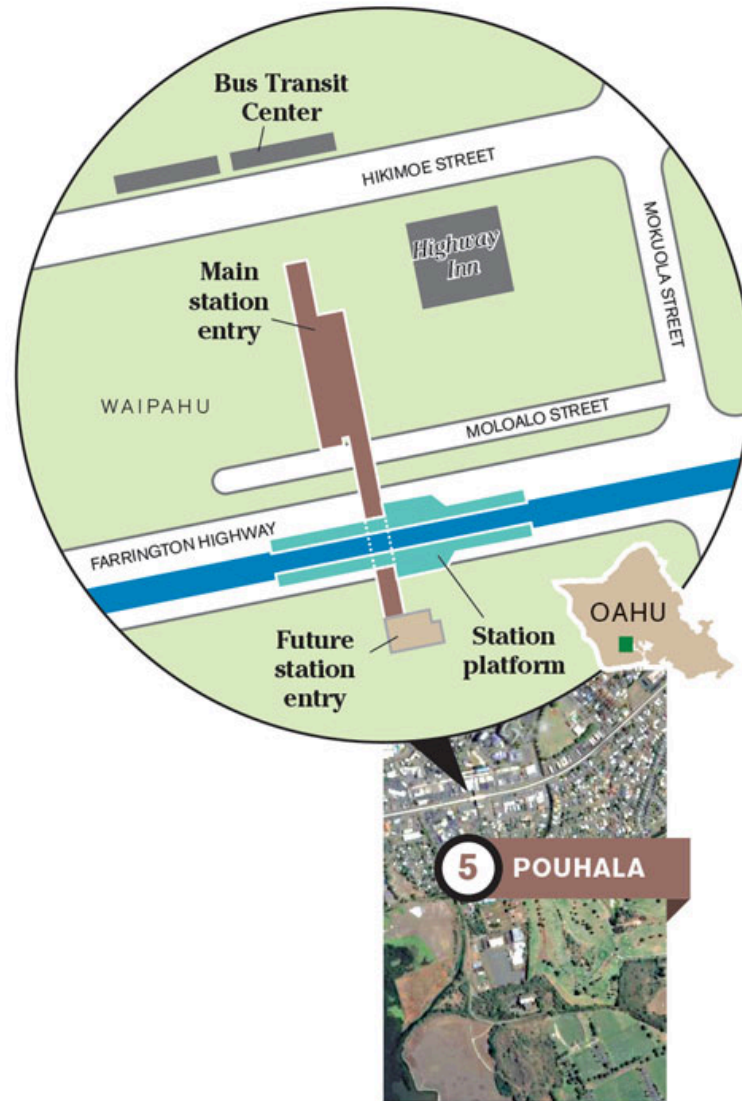 Bus Transit
Center
HIKIMOE STREET
MOKUOLA STREET
Highway
Inn
Main
station
entry
WAIPAHU
MOLOALO STREET
FARRINGTON HIGHWAY
Future
station
entry
Station
platform
OAHU
5 POUHALA